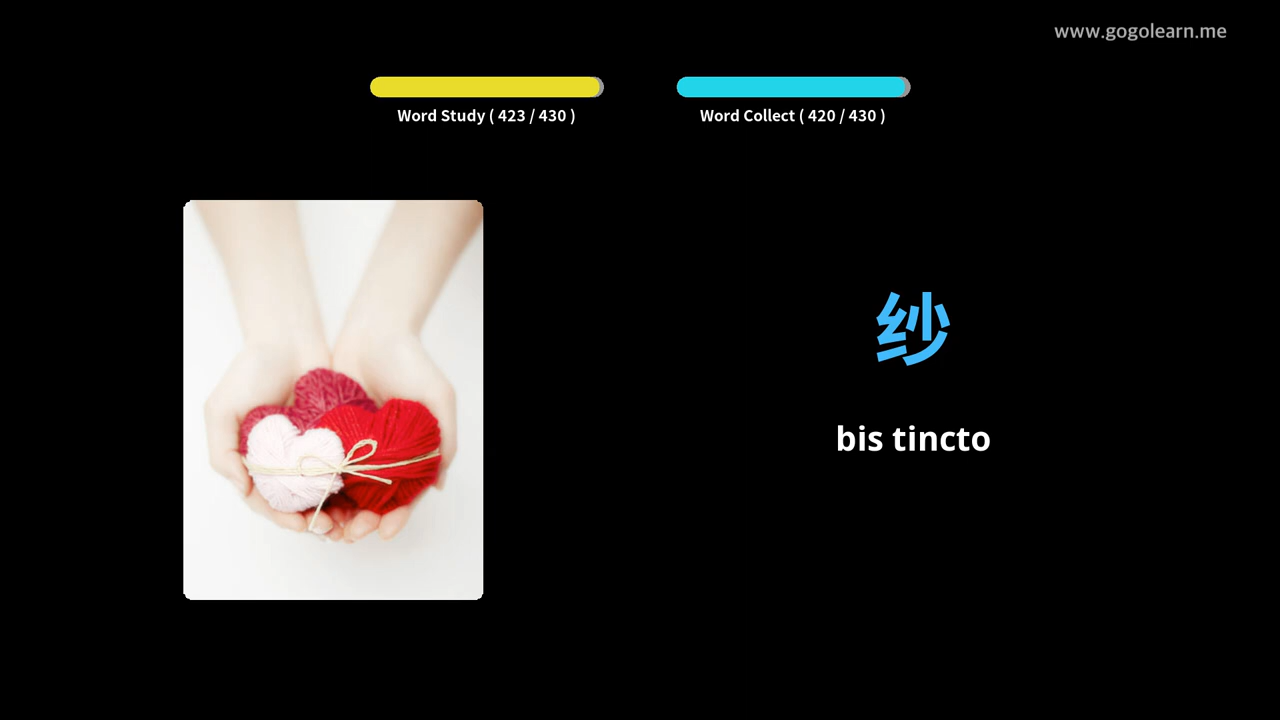 www.gogolearn.me
Word Study ( 423 / 430 )
Word Collect ( 420 / 430 )
纱
bis tincto